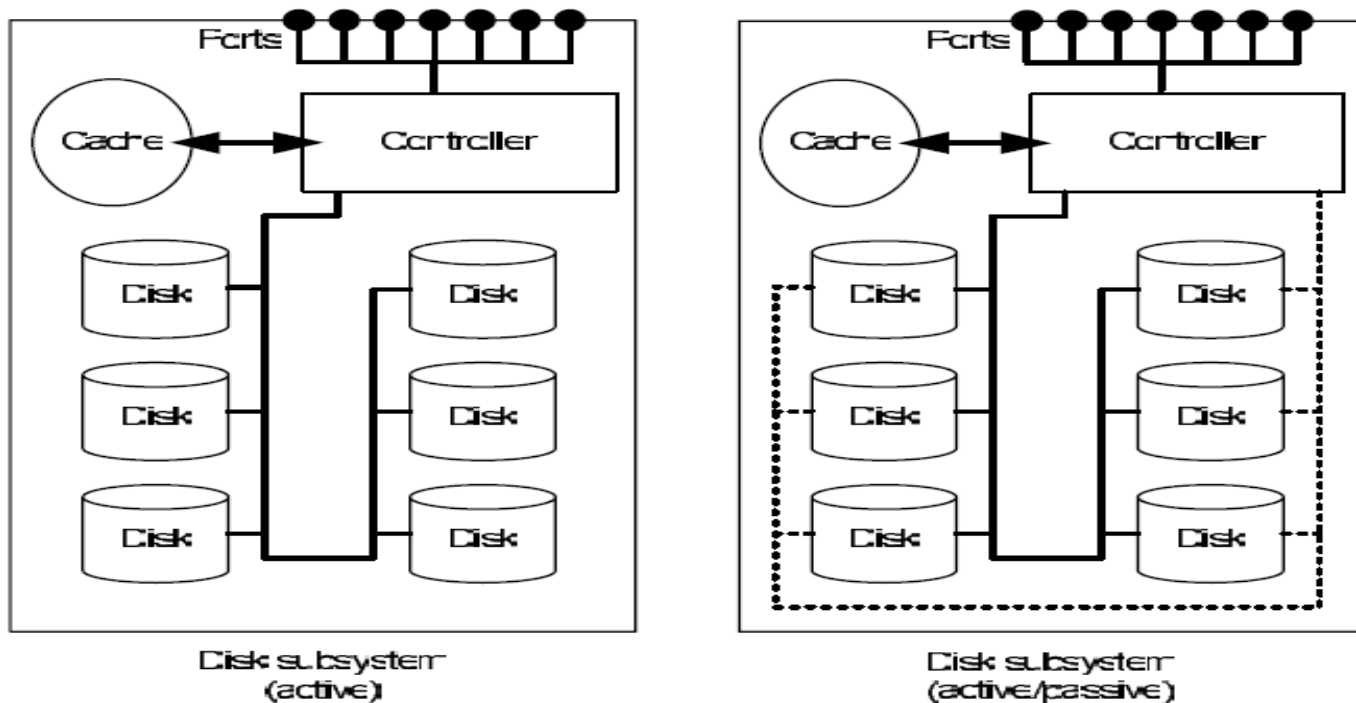 Ports
Cache
Controller
Disk
Disk
Disk
Disk
Disk
Disk
Disk subsystem
(active)
Ports
Cache
Controller
Disk
Disk
Disk
Disk
Disk
Disk
Disk subsystem
(active/passive)